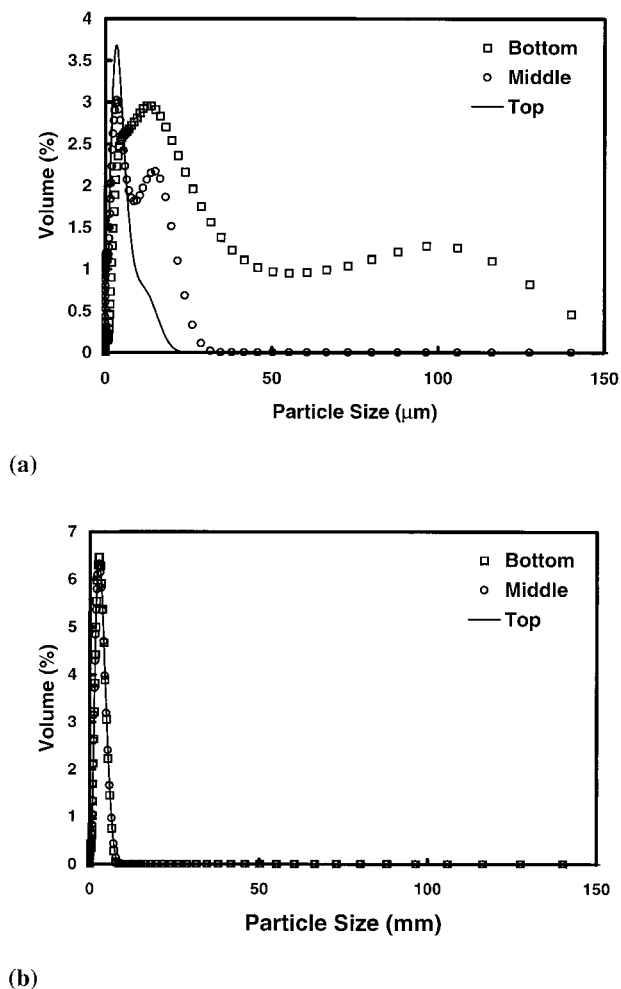 4
3.5
3
2.5
2
1.5
1
0.5
0
Volume (%)
Bottom
Middle
Top
0 50 100 150
Particle Size (μm)
(a)
7
6
5
4
3
2
1
0
Volume (%)
Bottom
Middle
Top
0 50 100 150
Particle Size (mm)
(b)